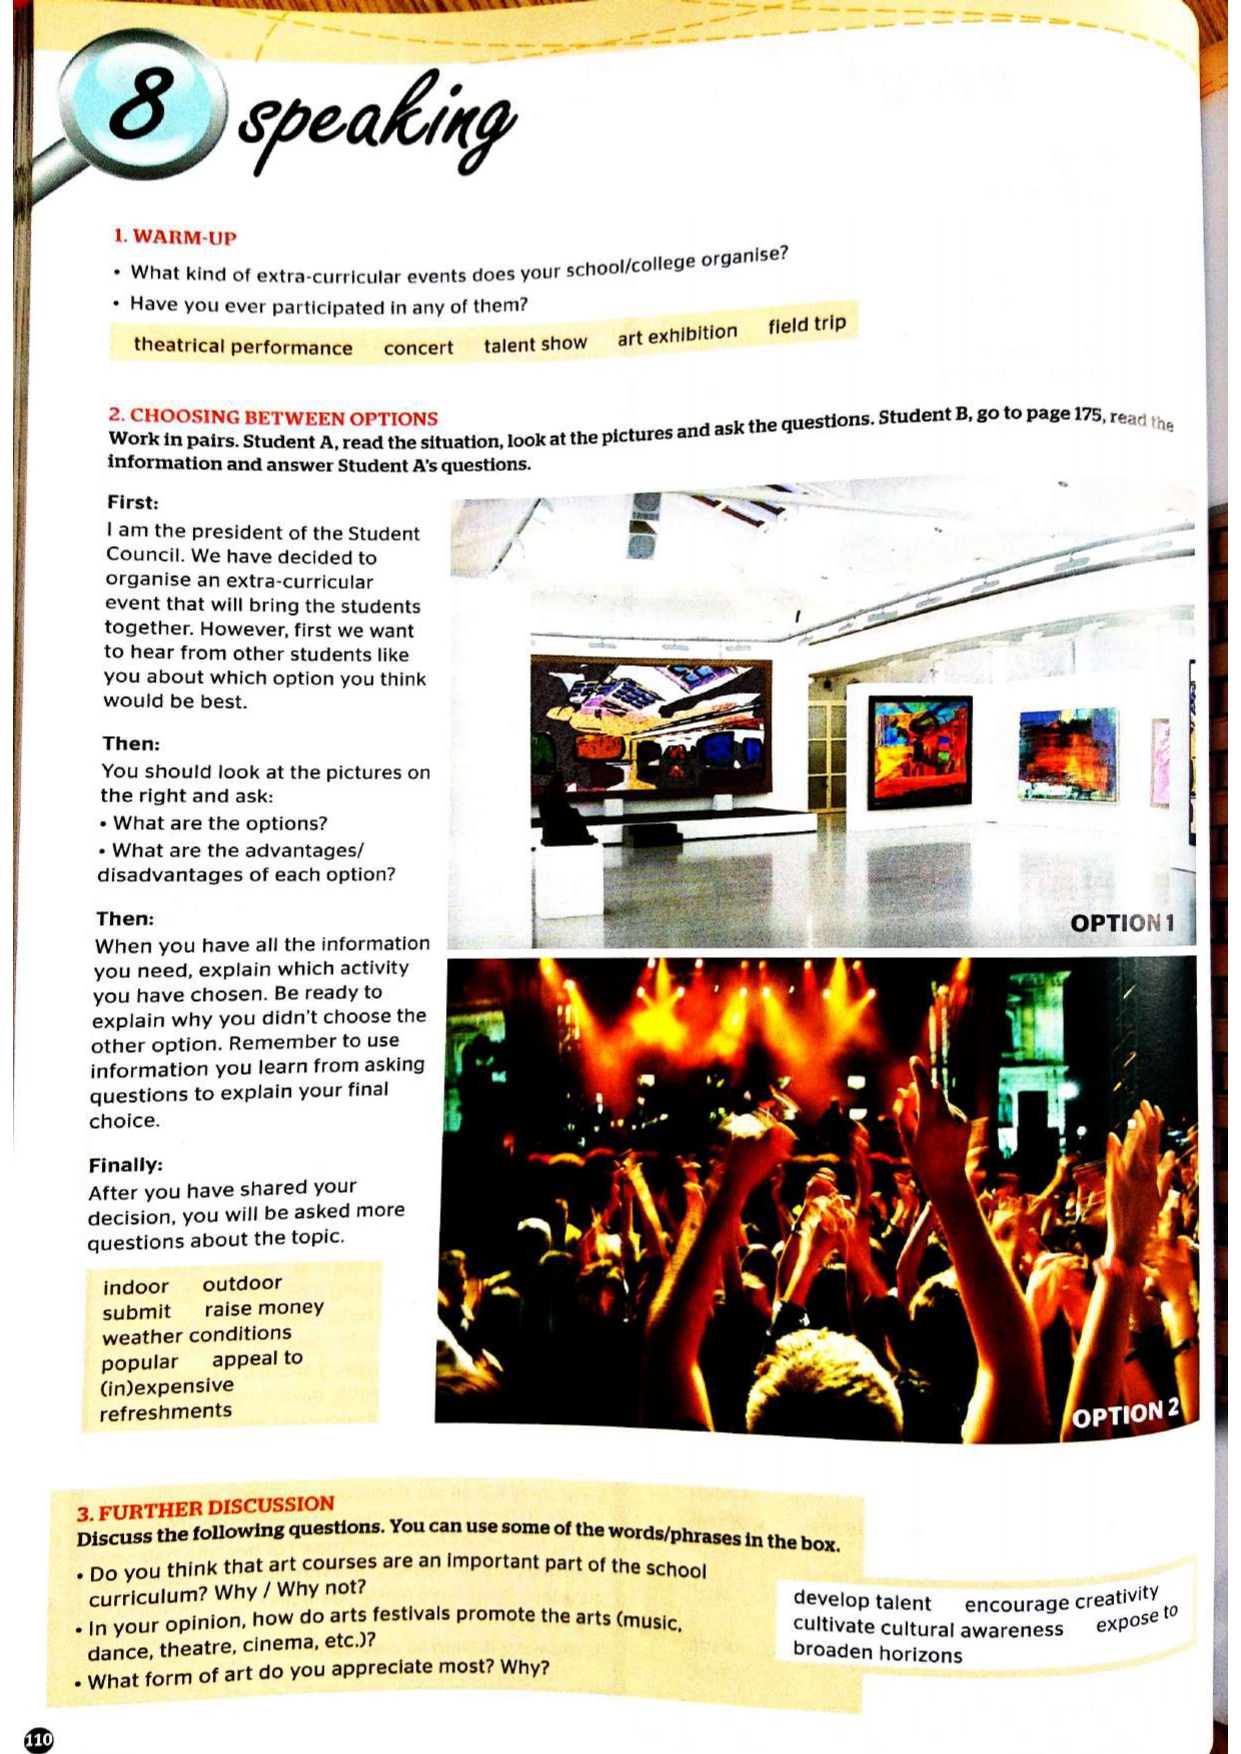 8 speaking
1. WARM-UP
• What kind of extra-curricular events does your school/college organise?
• Have you ever participated in any of them?
theatrical performance concert talent show art exhibition field trip
2. CHOOSING BETWEEN OPTIONS
Work in pairs. Student A, read the situation, look at the pictures and ask the questions. Student B, go to page 175, read the
information and answer Student A's questions.
First:
I am the president of the Student
Council. We have decided to
organise an extra-curricular
event that will bring the students
together. However, first we want
to hear from other students like
you about which option you think
would be best.
Then:
You should look at the pictures on
the right and ask:
• What are the options?
• What are the advantages/
disadvantages of each option?
Then:
When you have all the information
you need, explain which activity
you have chosen. Be ready to
explain why you didn't choose the
other option. Remember to use
information you learn from asking
questions to explain your final
choice.
Finally:
After you have shared your
decision, you will be asked more
questions about the topic.
indoor outdoor
submit raise money
weather conditions
popular appeal to
(in)expensive
refreshments
OPTION 1
OPTION 2
3. FURTHER DISCUSSION
Discuss the following questions. You can use some of the words/phrases in the box.
• Do you think that art courses are an important part of the school
curriculum? Why / Why not?
• In your opinion, how do arts festivals promote the arts (music,
dance, theatre, cinema, etc.)?
• What form of art do you appreciate most? Why?
develop talent encourage creativity
cultivate cultural awareness expose to
broaden horizons
110